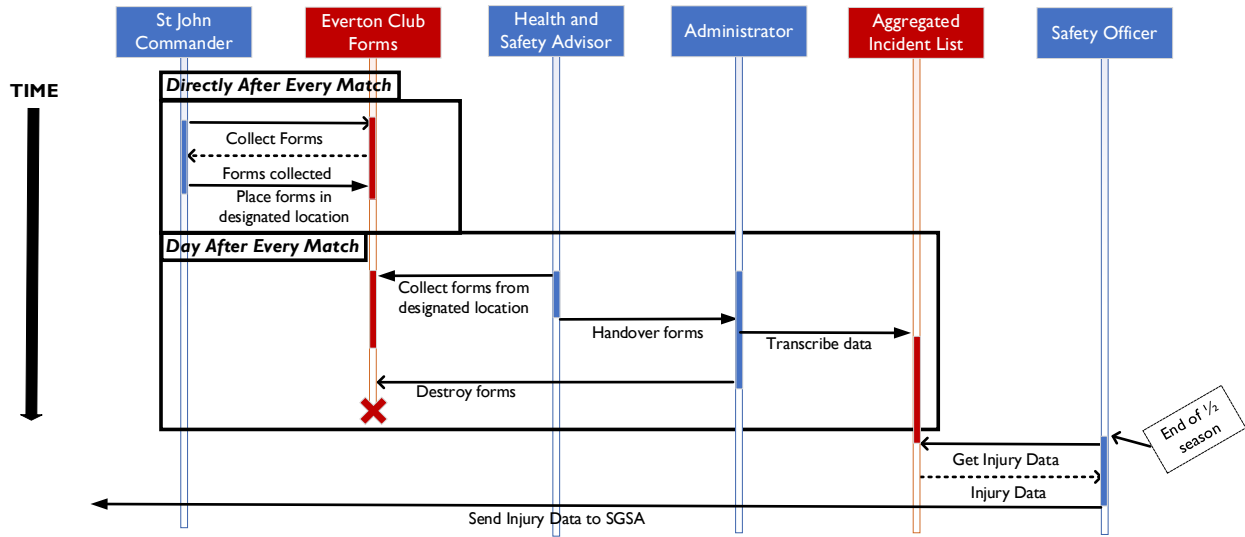 St John
Commander
Everton Club
Forms
Health and
Safety Advisor
Administrator
Aggregated
Incident List
Safety Officer
TIME
Directly After Every Match
Collect Forms
Forms collected
Place forms in
designated location
Day After Every Match
Collect forms from
designated location
Handover forms
Transcribe data
Destroy forms
End of ½
season
Get Injury Data
Injury Data
Send Injury Data to SGSA